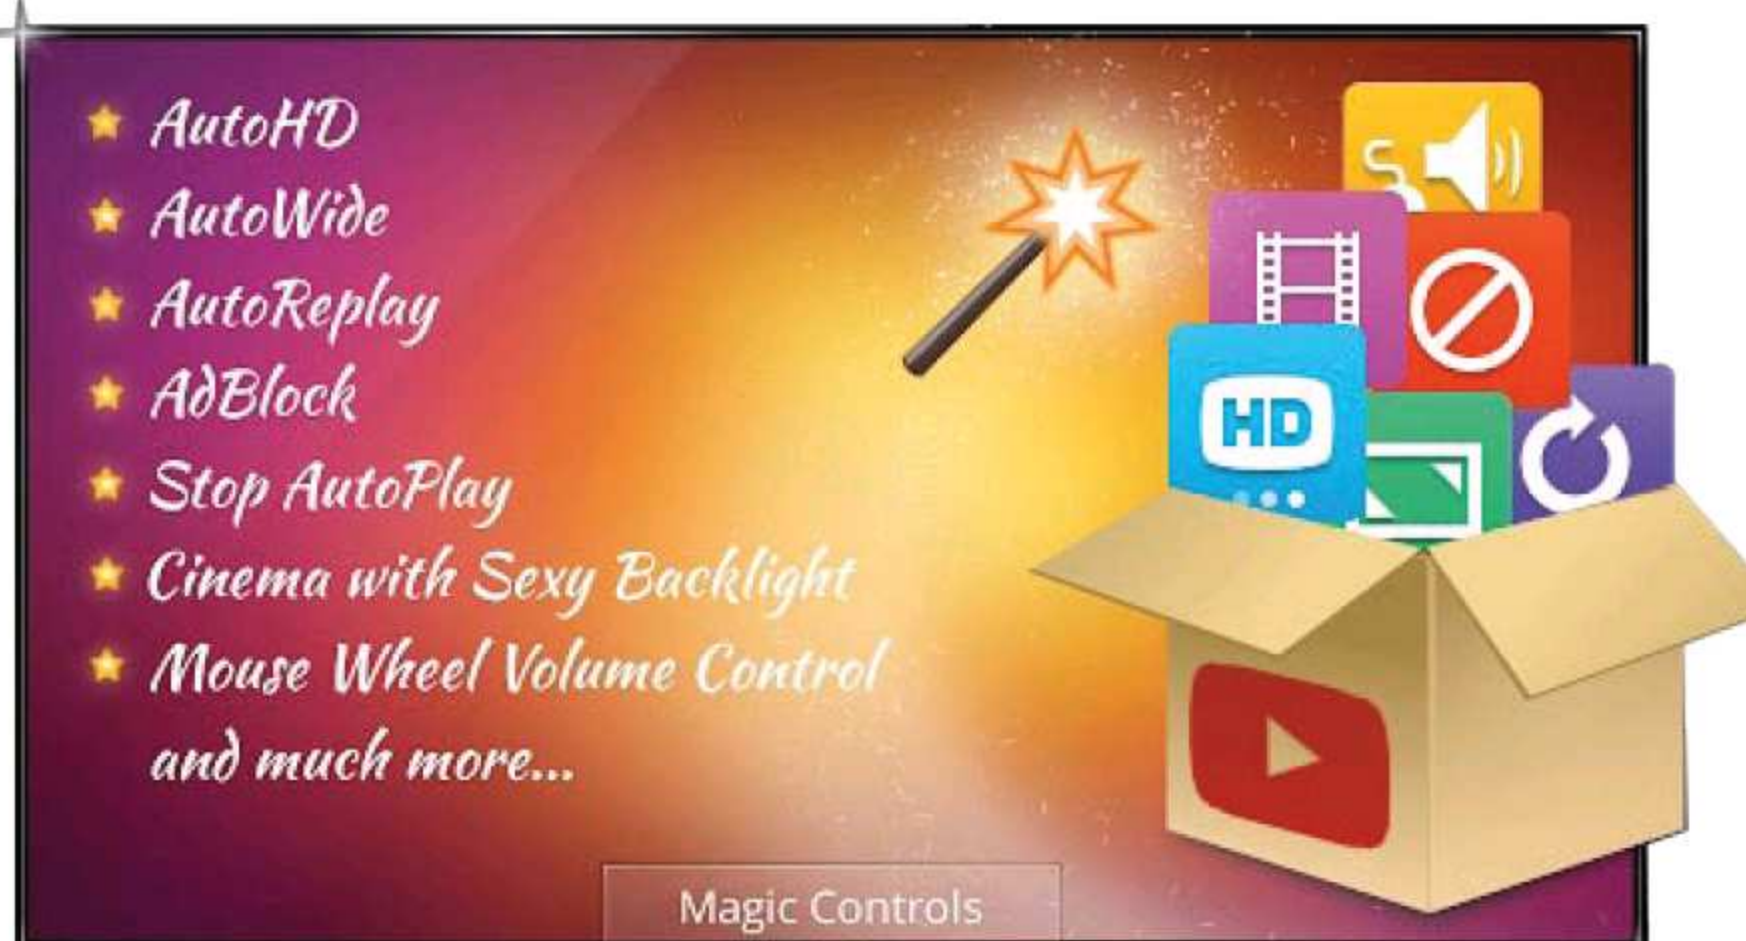 AutoHD
AutoWide
AutoReplay
AdBlock
Stop AutoPlay
Cinema with Sexy Backlight
Mouse Wheel Volume Control
and much more...
HD
Magic Controls